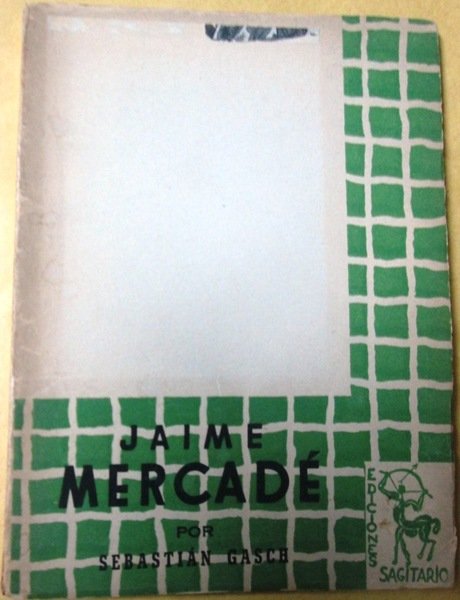 JAIME
MERCADÉ
POR
SEBASTIÁN GASCH
EDICIONES
SAGITARIO